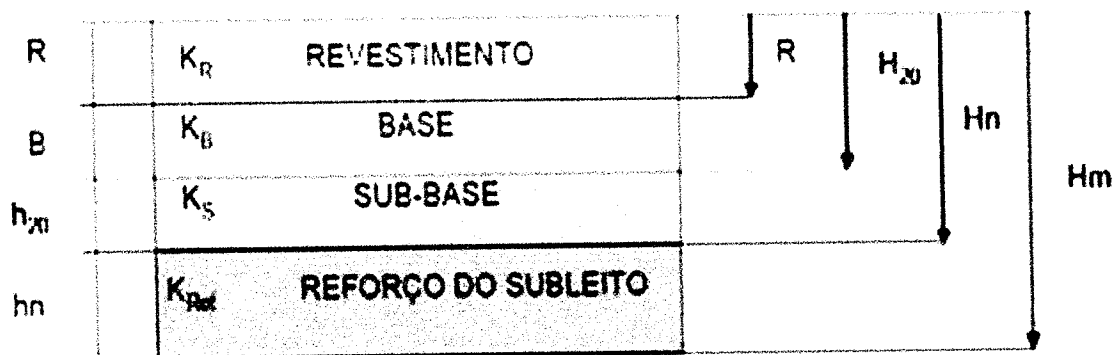 R K_R REVESTIMENTO R H_20
B K_B BASE Hn
h_20 K_S SUB-BASE Hm
hn K_Ref REFORÇO DO SUBLEITO